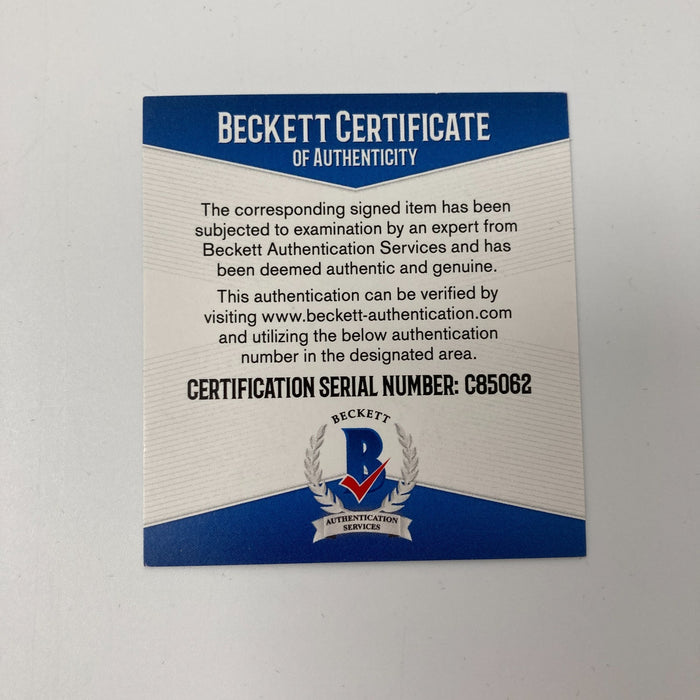 BECKETT CERTIFICATE
OF AUTHENTICITY
The corresponding signed item has been
subjected to examination by an expert from
Beckett Authentication Services and has
been deemed authentic and genuine.
This authentication can be verified by
visiting www.beckett-authentication.com
and utilizing the below authentication
number in the designated area.
CERTIFICATION SERIAL NUMBER: C85062
BECKETT
B
AUTHENTICATION
SERVICES